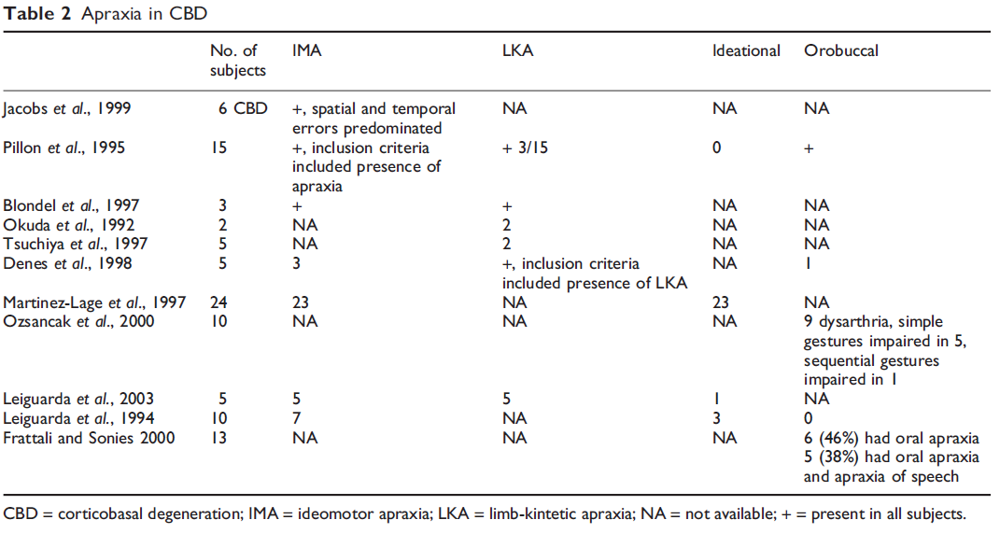 Table 2 Apraxia in CBD
No. of subjects IMA LKA Ideational Orobuccal
Jacobs et al., 1999 6 CBD +, spatial and temporal errors predominated NA NA NA
Pillon et al., 1995 15 +, inclusion criteria included presence of apraxia + 3/15 0 +
Blondel et al., 1997 3 + + NA NA
Okuda et al., 1992 2 NA 2 NA NA
Tsuchiya et al., 1997 5 NA 2 NA NA
Denes et al., 1998 5 3 +, inclusion criteria included presence of LKA NA 1
Martinez-Lage et al., 1997 24 23 NA 23 NA
Ozsancak et al., 2000 10 NA NA NA 9 dysarthria, simple gestures impaired in 5, sequential gestures impaired in 1
Leiguarda et al., 2003 5 5 5 1 NA
Leiguarda et al., 1994 10 7 NA 3 0
Frattali and Sonies 2000 13 NA NA NA 6 (46%) had oral apraxia 5 (38%) had oral apraxia and apraxia of speech
CBD = corticobasal degeneration; IMA = ideomotor apraxia; LKA = limb-kintetic apraxia; NA = not available; + = present in all subjects.